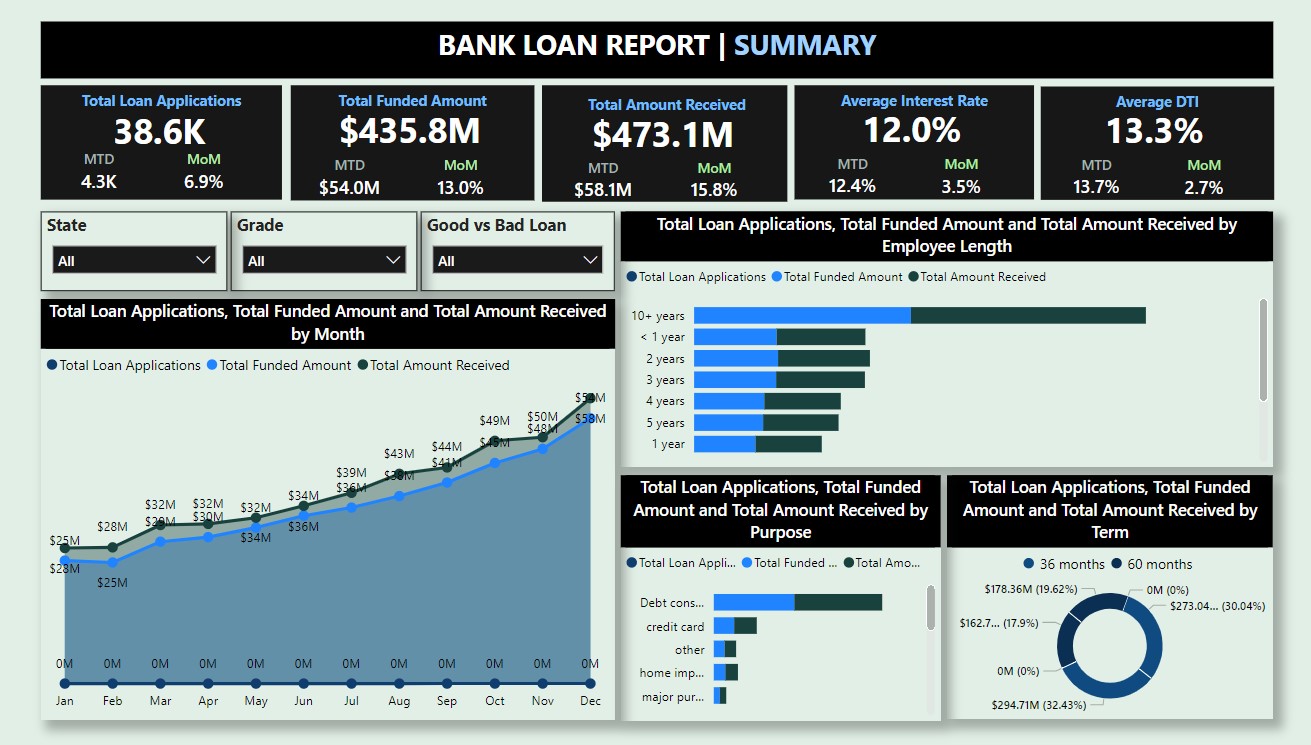 BANK LOAN REPORT | SUMMARY
Total Loan Applications
38.6K
MTD MoM
4.3K 6.9%
Total Funded Amount
$435.8M
MTD MoM
$54.0M 13.0%
Total Amount Received
$473.1M
MTD MoM
$58.1M 15.8%
Average Interest Rate
12.0%
MTD MoM
12.4% 3.5%
Average DTI
13.3%
MTD MoM
13.7% 2.7%
State
All
Grade
All
Good vs Bad Loan
All
Total Loan Applications, Total Funded Amount and Total Amount Received
by Month
Total Loan Applications Total Funded Amount Total Amount Received
$25M $28M $32M $32M $32M $34M $39M $43M $44M $49M $50M $54M
$28M $25M $29M $30M $34M $36M $36M $38M $41M $45M $48M $58M
0M 0M 0M 0M 0M 0M 0M 0M 0M 0M 0M 0M
Jan Feb Mar Apr May Jun Jul Aug Sep Oct Nov Dec
Total Loan Applications, Total Funded Amount and Total Amount Received by
Employee Length
Total Loan Applications Total Funded Amount Total Amount Received
10+ years
< 1 year
2 years
3 years
4 years
5 years
1 year
Total Loan Applications, Total Funded
Amount and Total Amount Received by
Purpose
Total Loan Appli... Total Funded ... Total Amo...
Debt cons...
credit card
other
home imp...
major pur...
Total Loan Applications, Total Funded
Amount and Total Amount Received by
Term
36 months 60 months
$178.36M (19.62%) 0M (0%)
$273.04... (30.04%)
$162.7... (17.9%)
0M (0%)
$294.71M (32.43%)